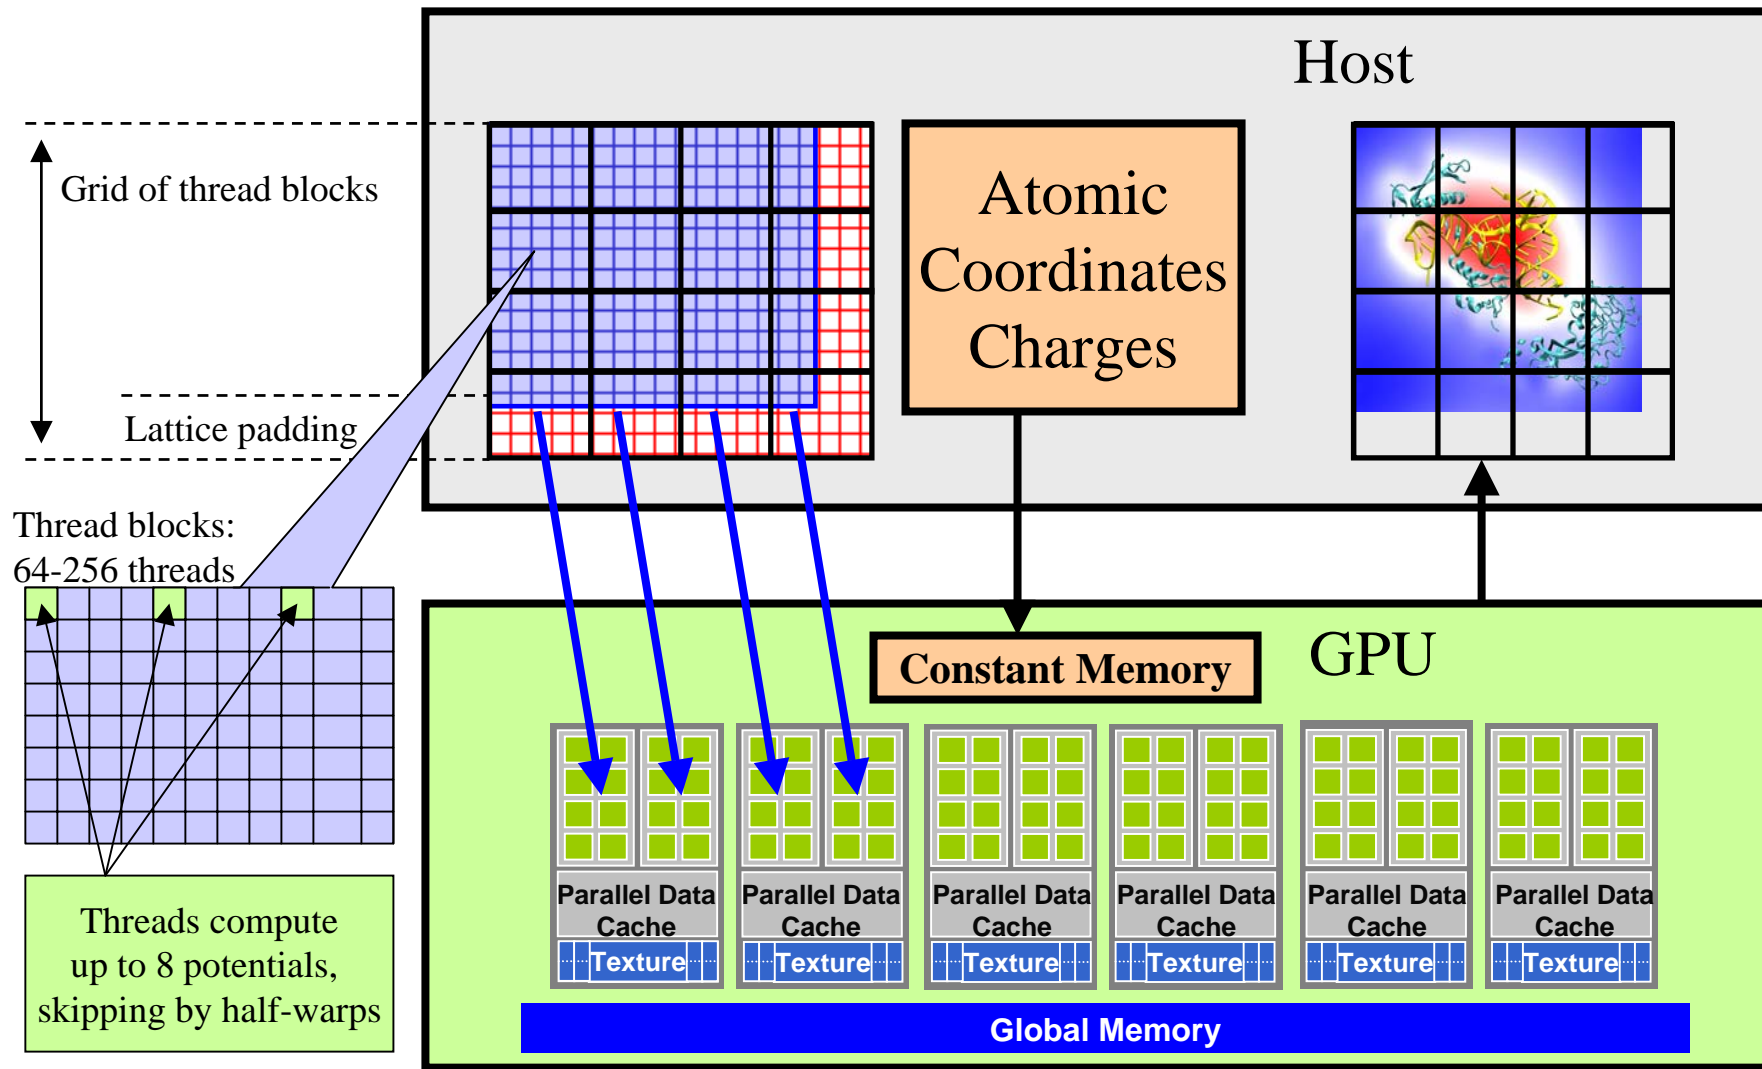 Host
Grid of thread blocks
Atomic
Coordinates
Charges
Lattice padding
Thread blocks:
64-256 threads
Constant Memory
GPU
Parallel Data
Cache
Texture
Parallel Data
Cache
Texture
Parallel Data
Cache
Texture
Parallel Data
Cache
Texture
Parallel Data
Cache
Texture
Parallel Data
Cache
Texture
Threads compute
up to 8 potentials,
skipping by half-warps
Global Memory